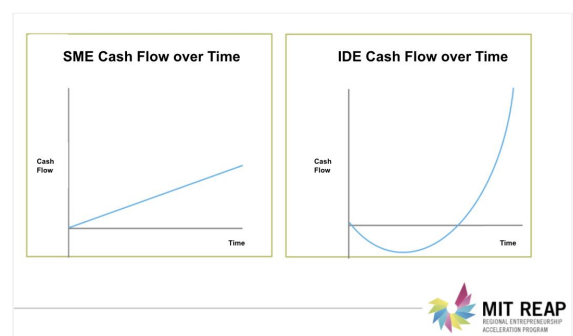 SME Cash Flow over Time
Cash
Flow
Time
IDE Cash Flow over Time
Cash
Flow
Time
MIT REAP
REGIONAL ENTREPRENEURSHIP
ACCELERATION PROGRAM